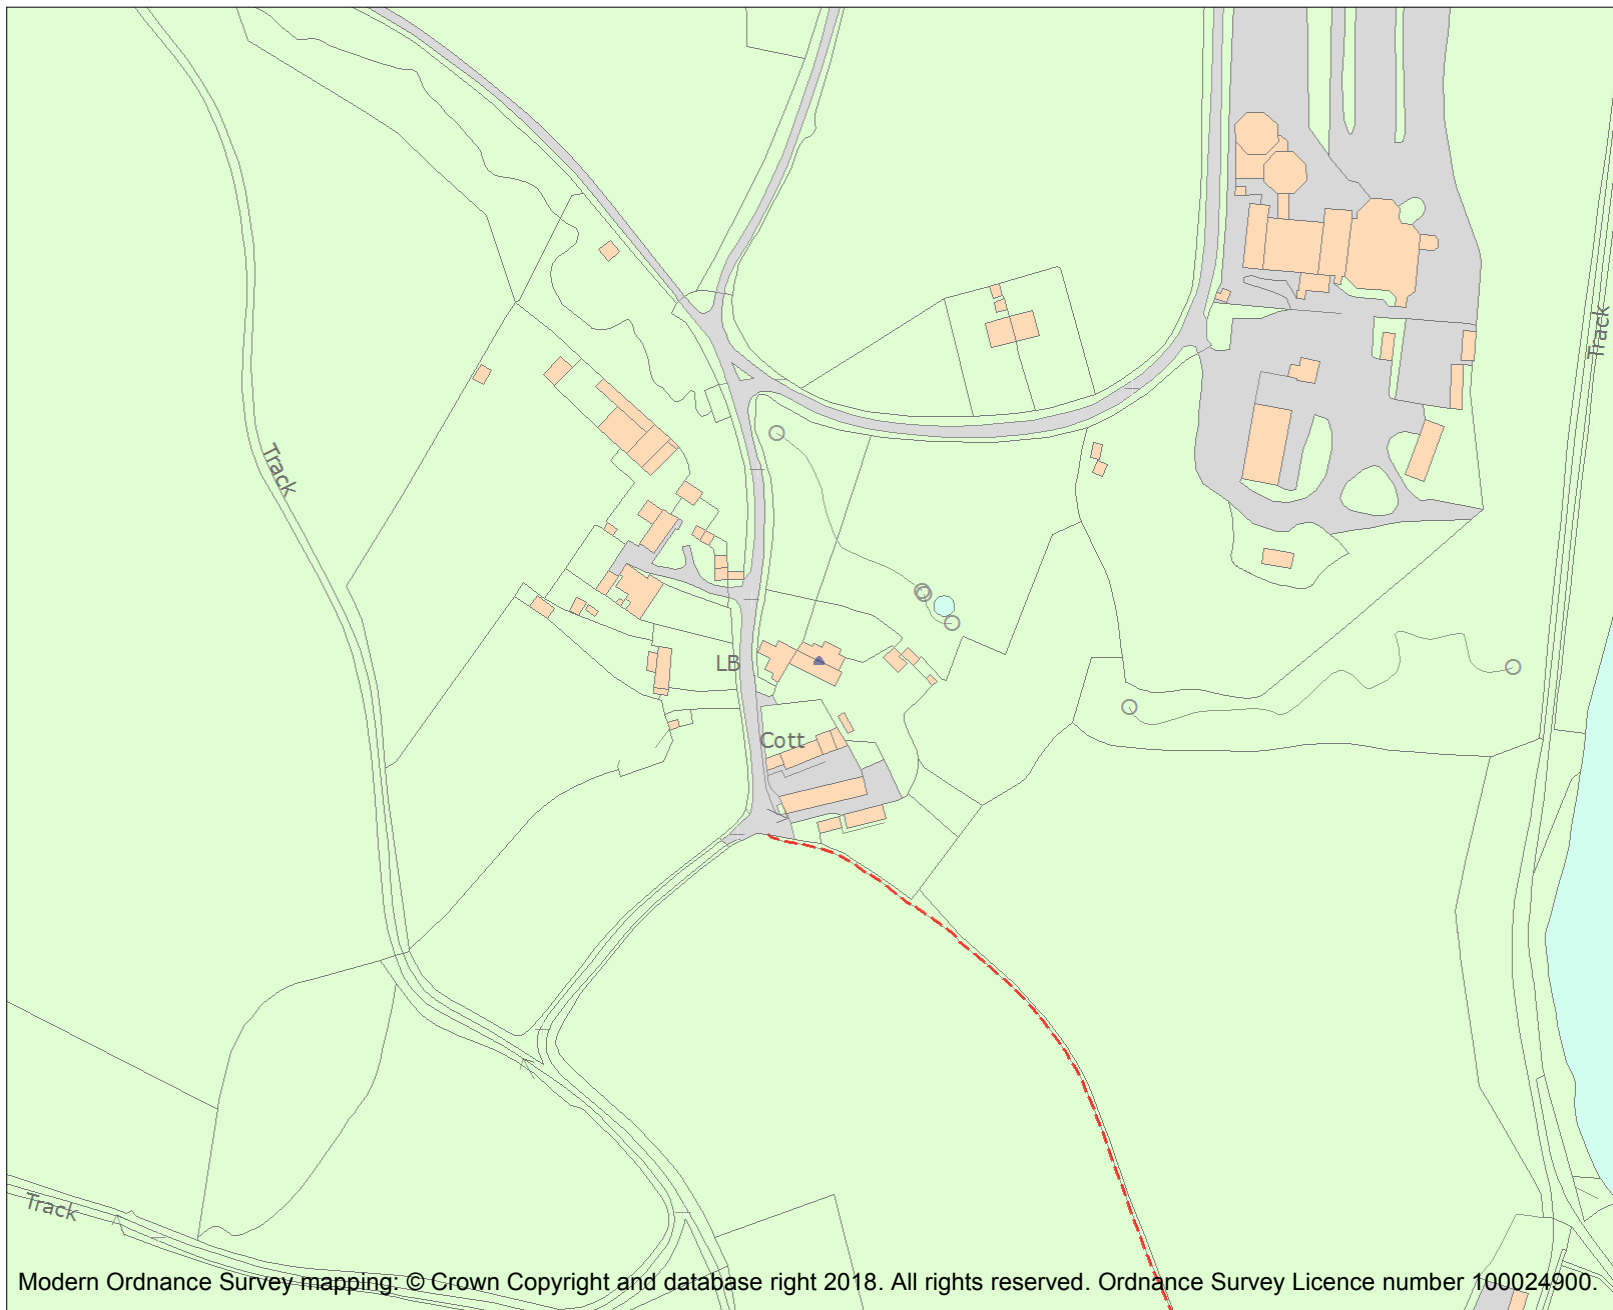 Track
Track
LB
Cott
Track
Modern Ordnance Survey mapping: © Crown Copyright and database right 2018. All rights reserved. Ordnance Survey Licence number 100024900.